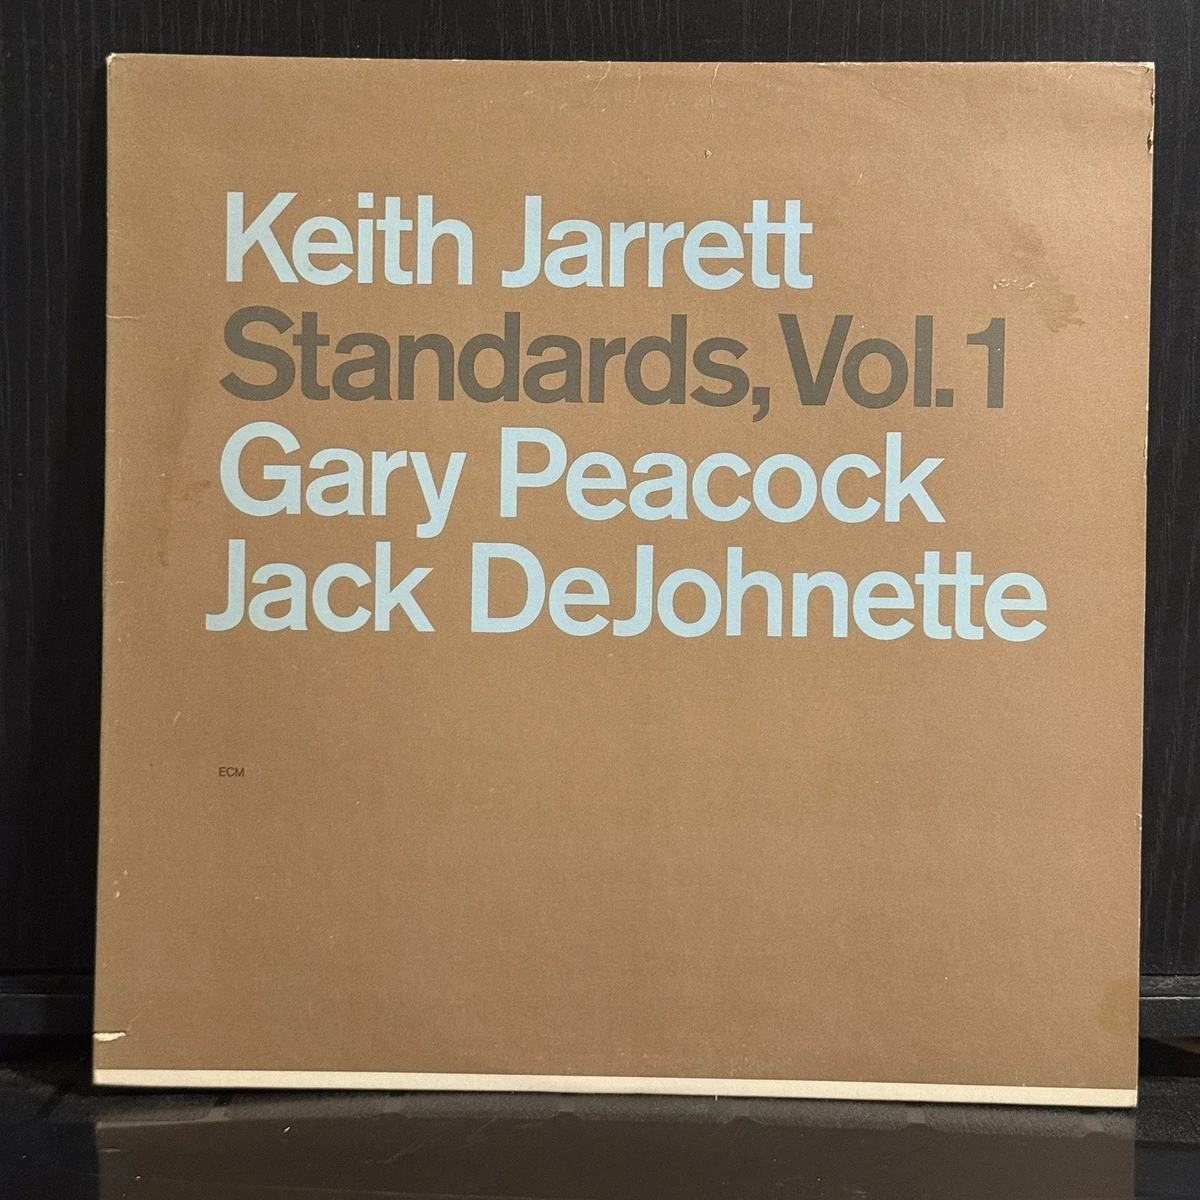 Keith Jarrett
Standards, Vol. 1
Gary Peacock
Jack DeJohnette
ECM